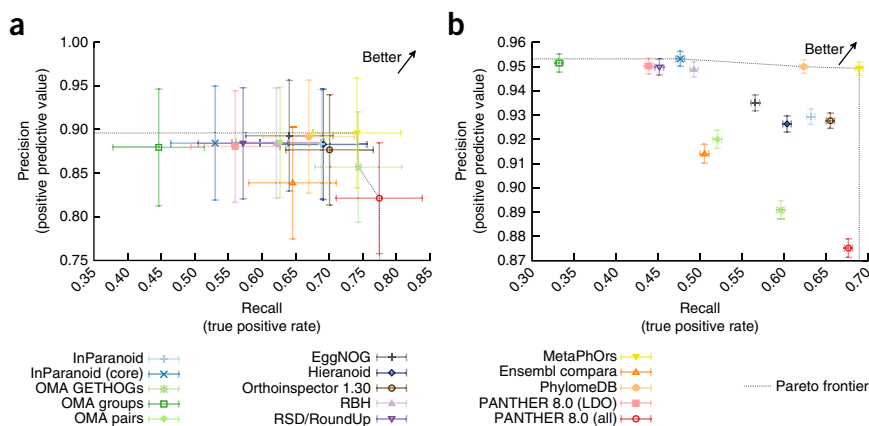 a
Precision
(positive predictive value)
1.00
0.95
0.90
0.85
0.80
0.75
Better
0.35
0.40
0.45
0.50
0.55
0.60
0.65
0.70
0.75
0.80
0.85
Recall
(true positive rate)
b
Precision
(positive predictive value)
0.96
0.95
0.94
0.93
0.92
0.91
0.90
0.89
0.88
0.87
Better
0.30
0.35
0.40
0.45
0.50
0.55
0.60
0.65
0.70
Recall
(true positive rate)
InParanoid
InParanoid (core)
OMA GETHOGs
OMA groups
OMA pairs
EggNOG
Hieranoid
Orthoinspector 1.30
RBH
RSD/RoundUp
MetaPhOrs
Ensembl compara
PhylomeDB
PANTHER 8.0 (LDO)
PANTHER 8.0 (all)
Pareto frontier